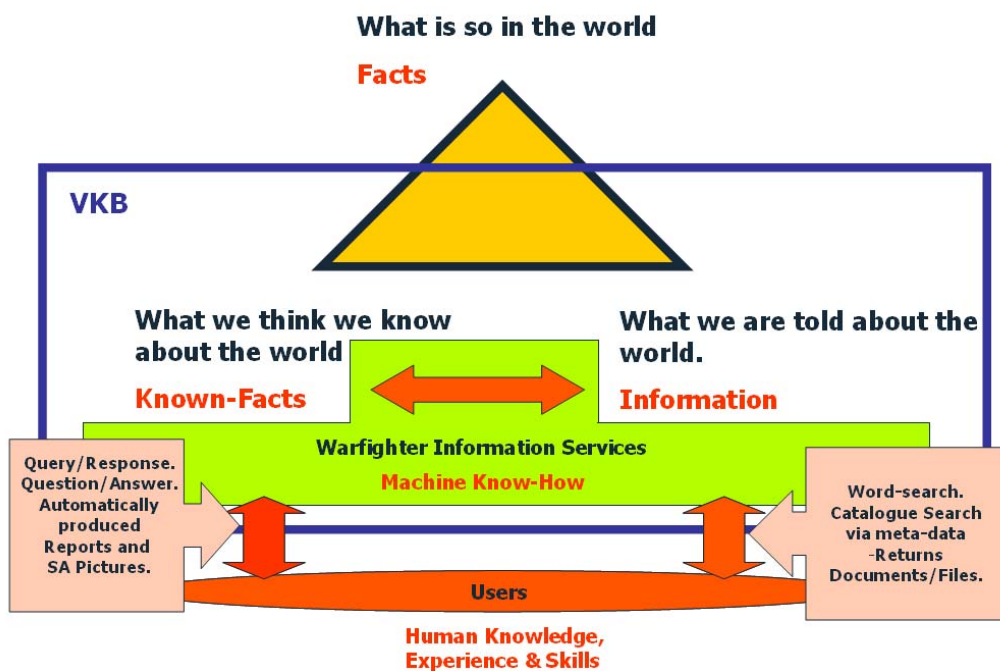 What is so in the world
Facts
VKB
What we think we know
about the world
Known-Facts
What we are told about the
world.
Information
Warfighter Information Services
Machine Know-How
Query/Response.
Question/Answer.
Automatically
produced
Reports and
SA Pictures.
Word-search.
Catalogue Search
via meta-data
-Returns
Documents/Files.
Users
Human Knowledge,
Experience & Skills